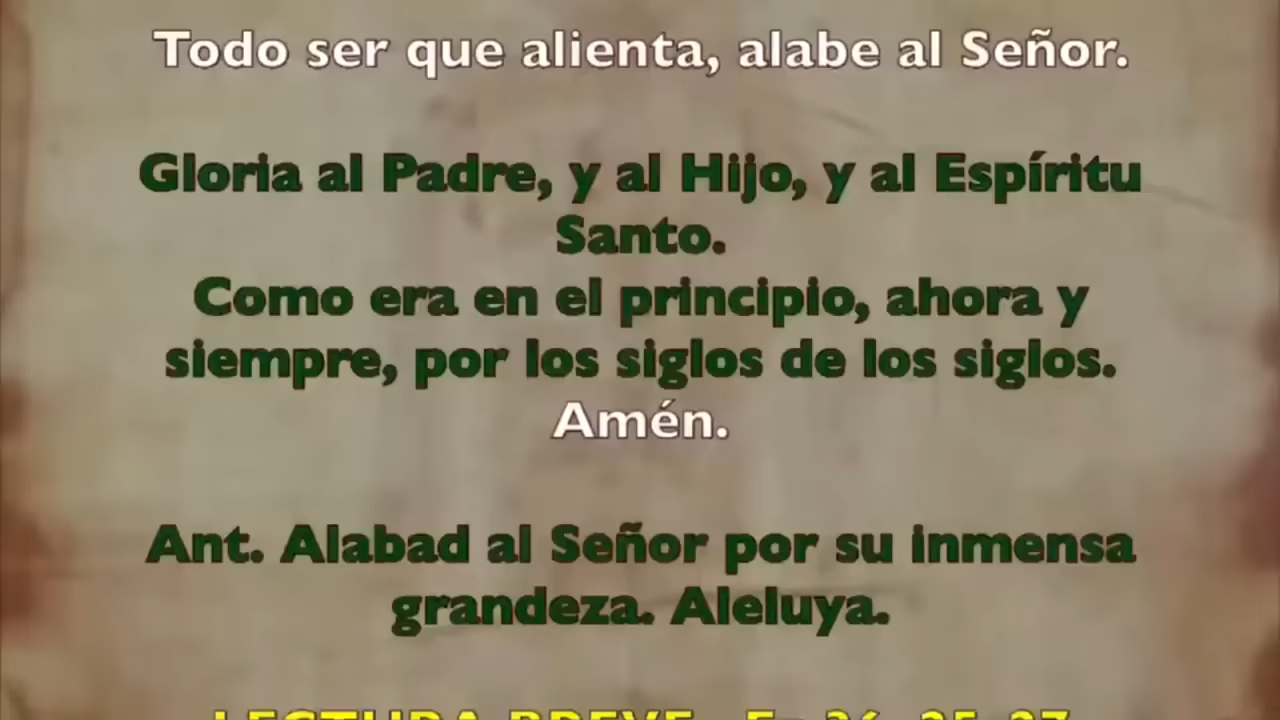 Todo ser que alienta, alabe al Señor.
Gloria al Padre, y al Hijo, y al Espíritu
Santo.
Como era en el principio, ahora y
siempre, por los siglos de los siglos.
Amén.
Ant. Alabad al Señor por su inmensa
grandeza. Aleluya.
LECTURA BREVE